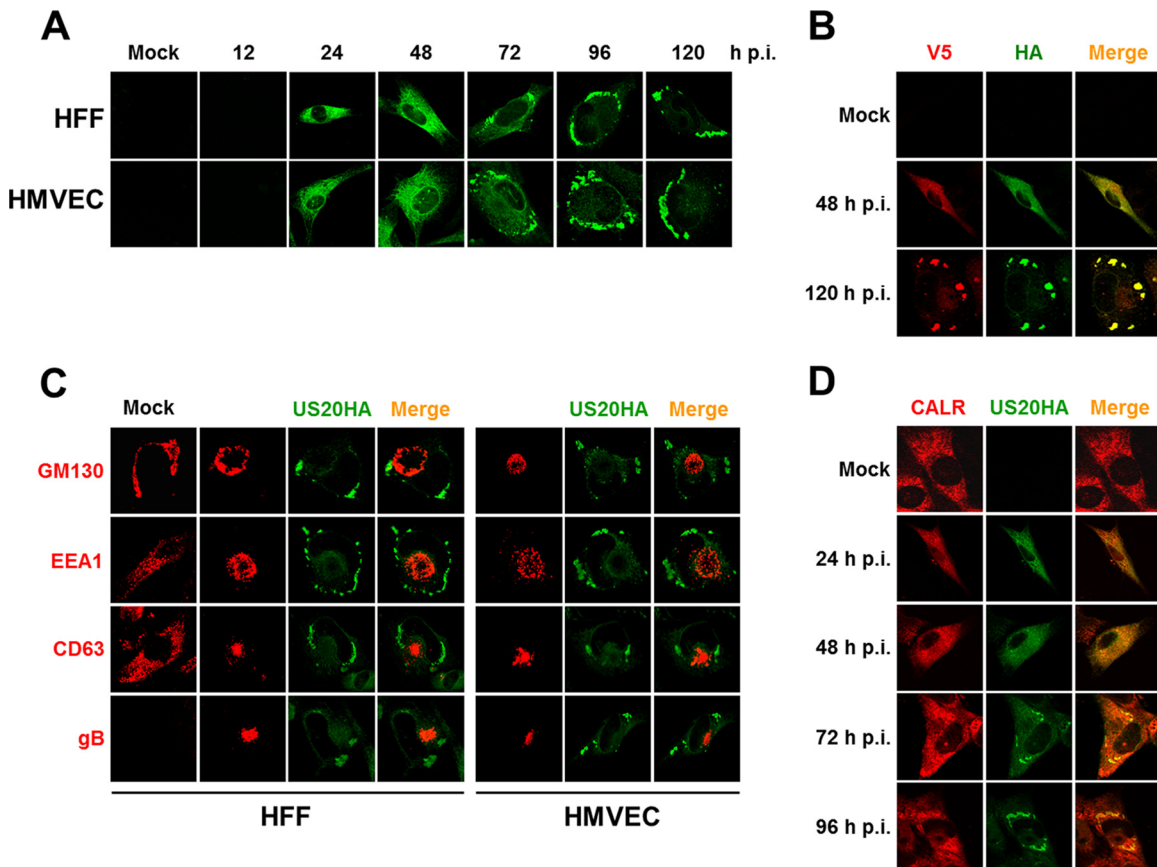 A
Mock 12 24 48 72 96 120 h p.i.
HFF
HMVEC
B
V5 HA Merge
Mock
48 h p.i.
120 h p.i.
C
Mock US20HA Merge US20HA Merge
GM130
EEA1
CD63
gB
HFF HMVEC
D
CALR US20HA Merge
Mock
24 h p.i.
48 h p.i.
72 h p.i.
96 h p.i.